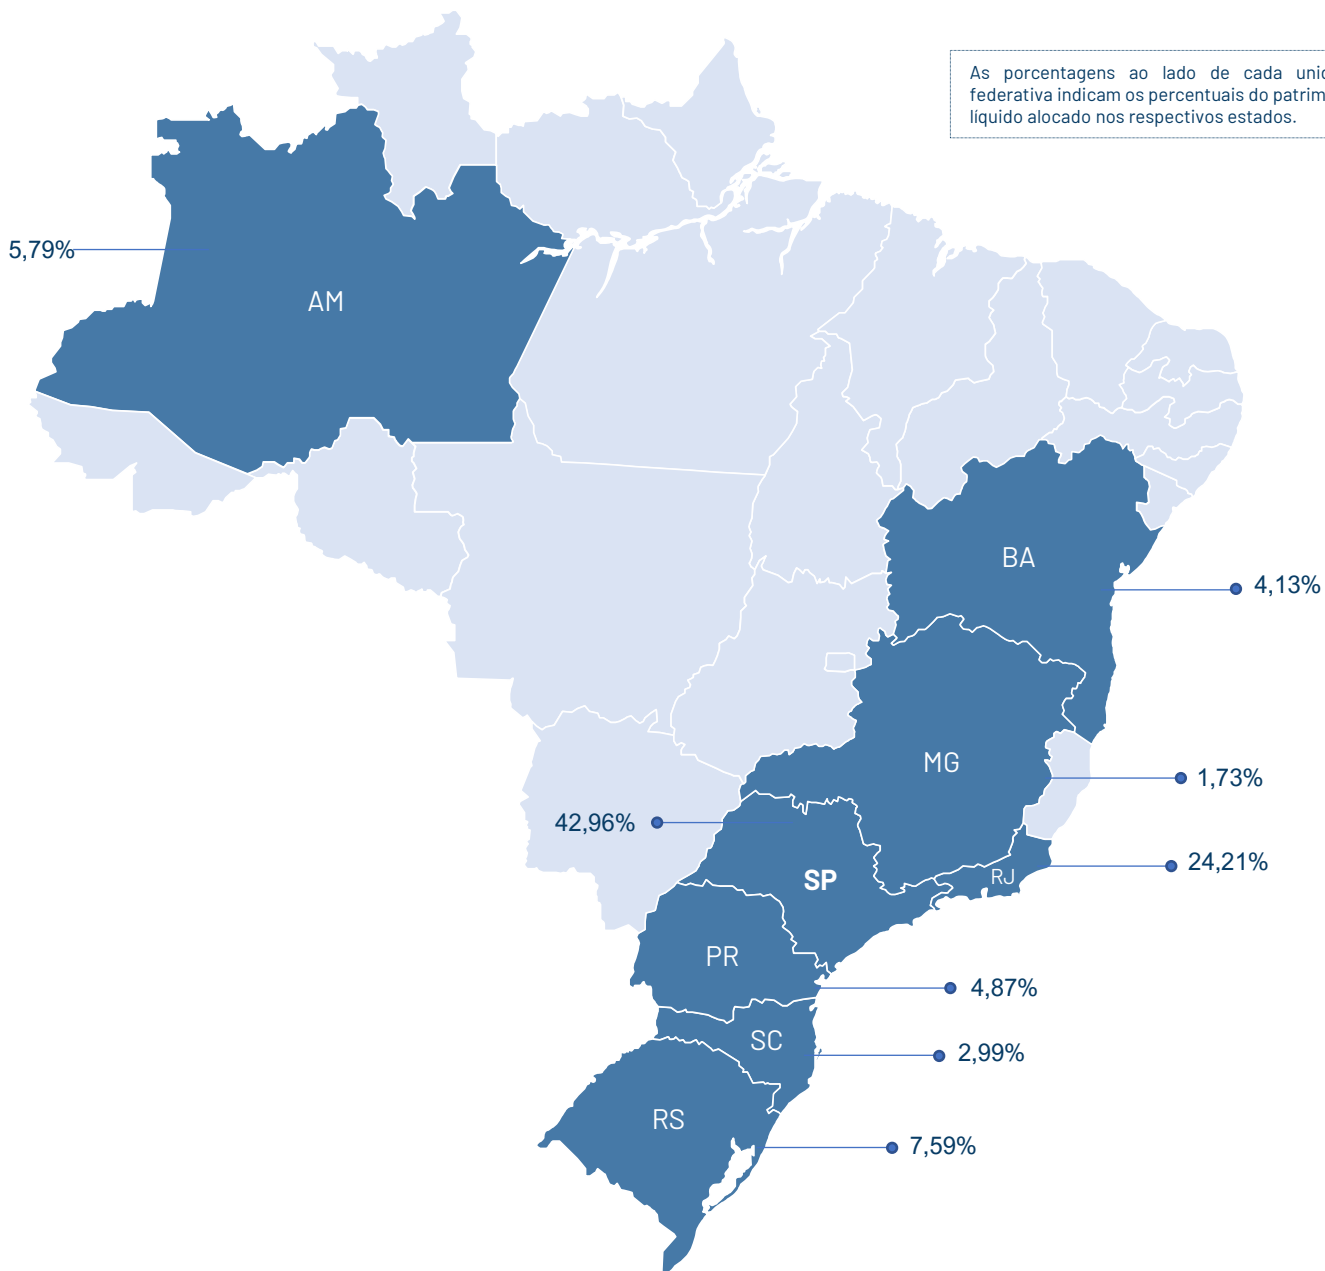 As porcentagens ao lado de cada
federativa indicam os percentuais do
líquido alocado nos respectivos estados.
5,79%
AM
BA
4,13%
MG
1,73%
42,96%
24,21%
SP
RJ
PR
4,87%
SC
2,99%
RS
7,59%